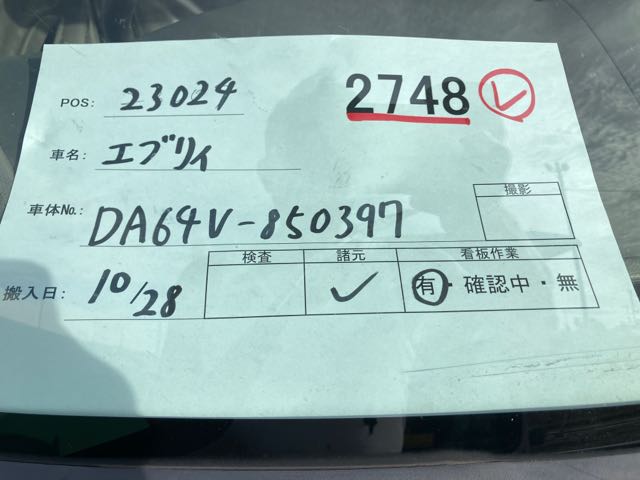 POS: 23024
2748
車名: エブリィ
車体No.: DA64V-850397
撮影
検査 諸元 看板作業
搬入日: 10/28
有・確認中・無